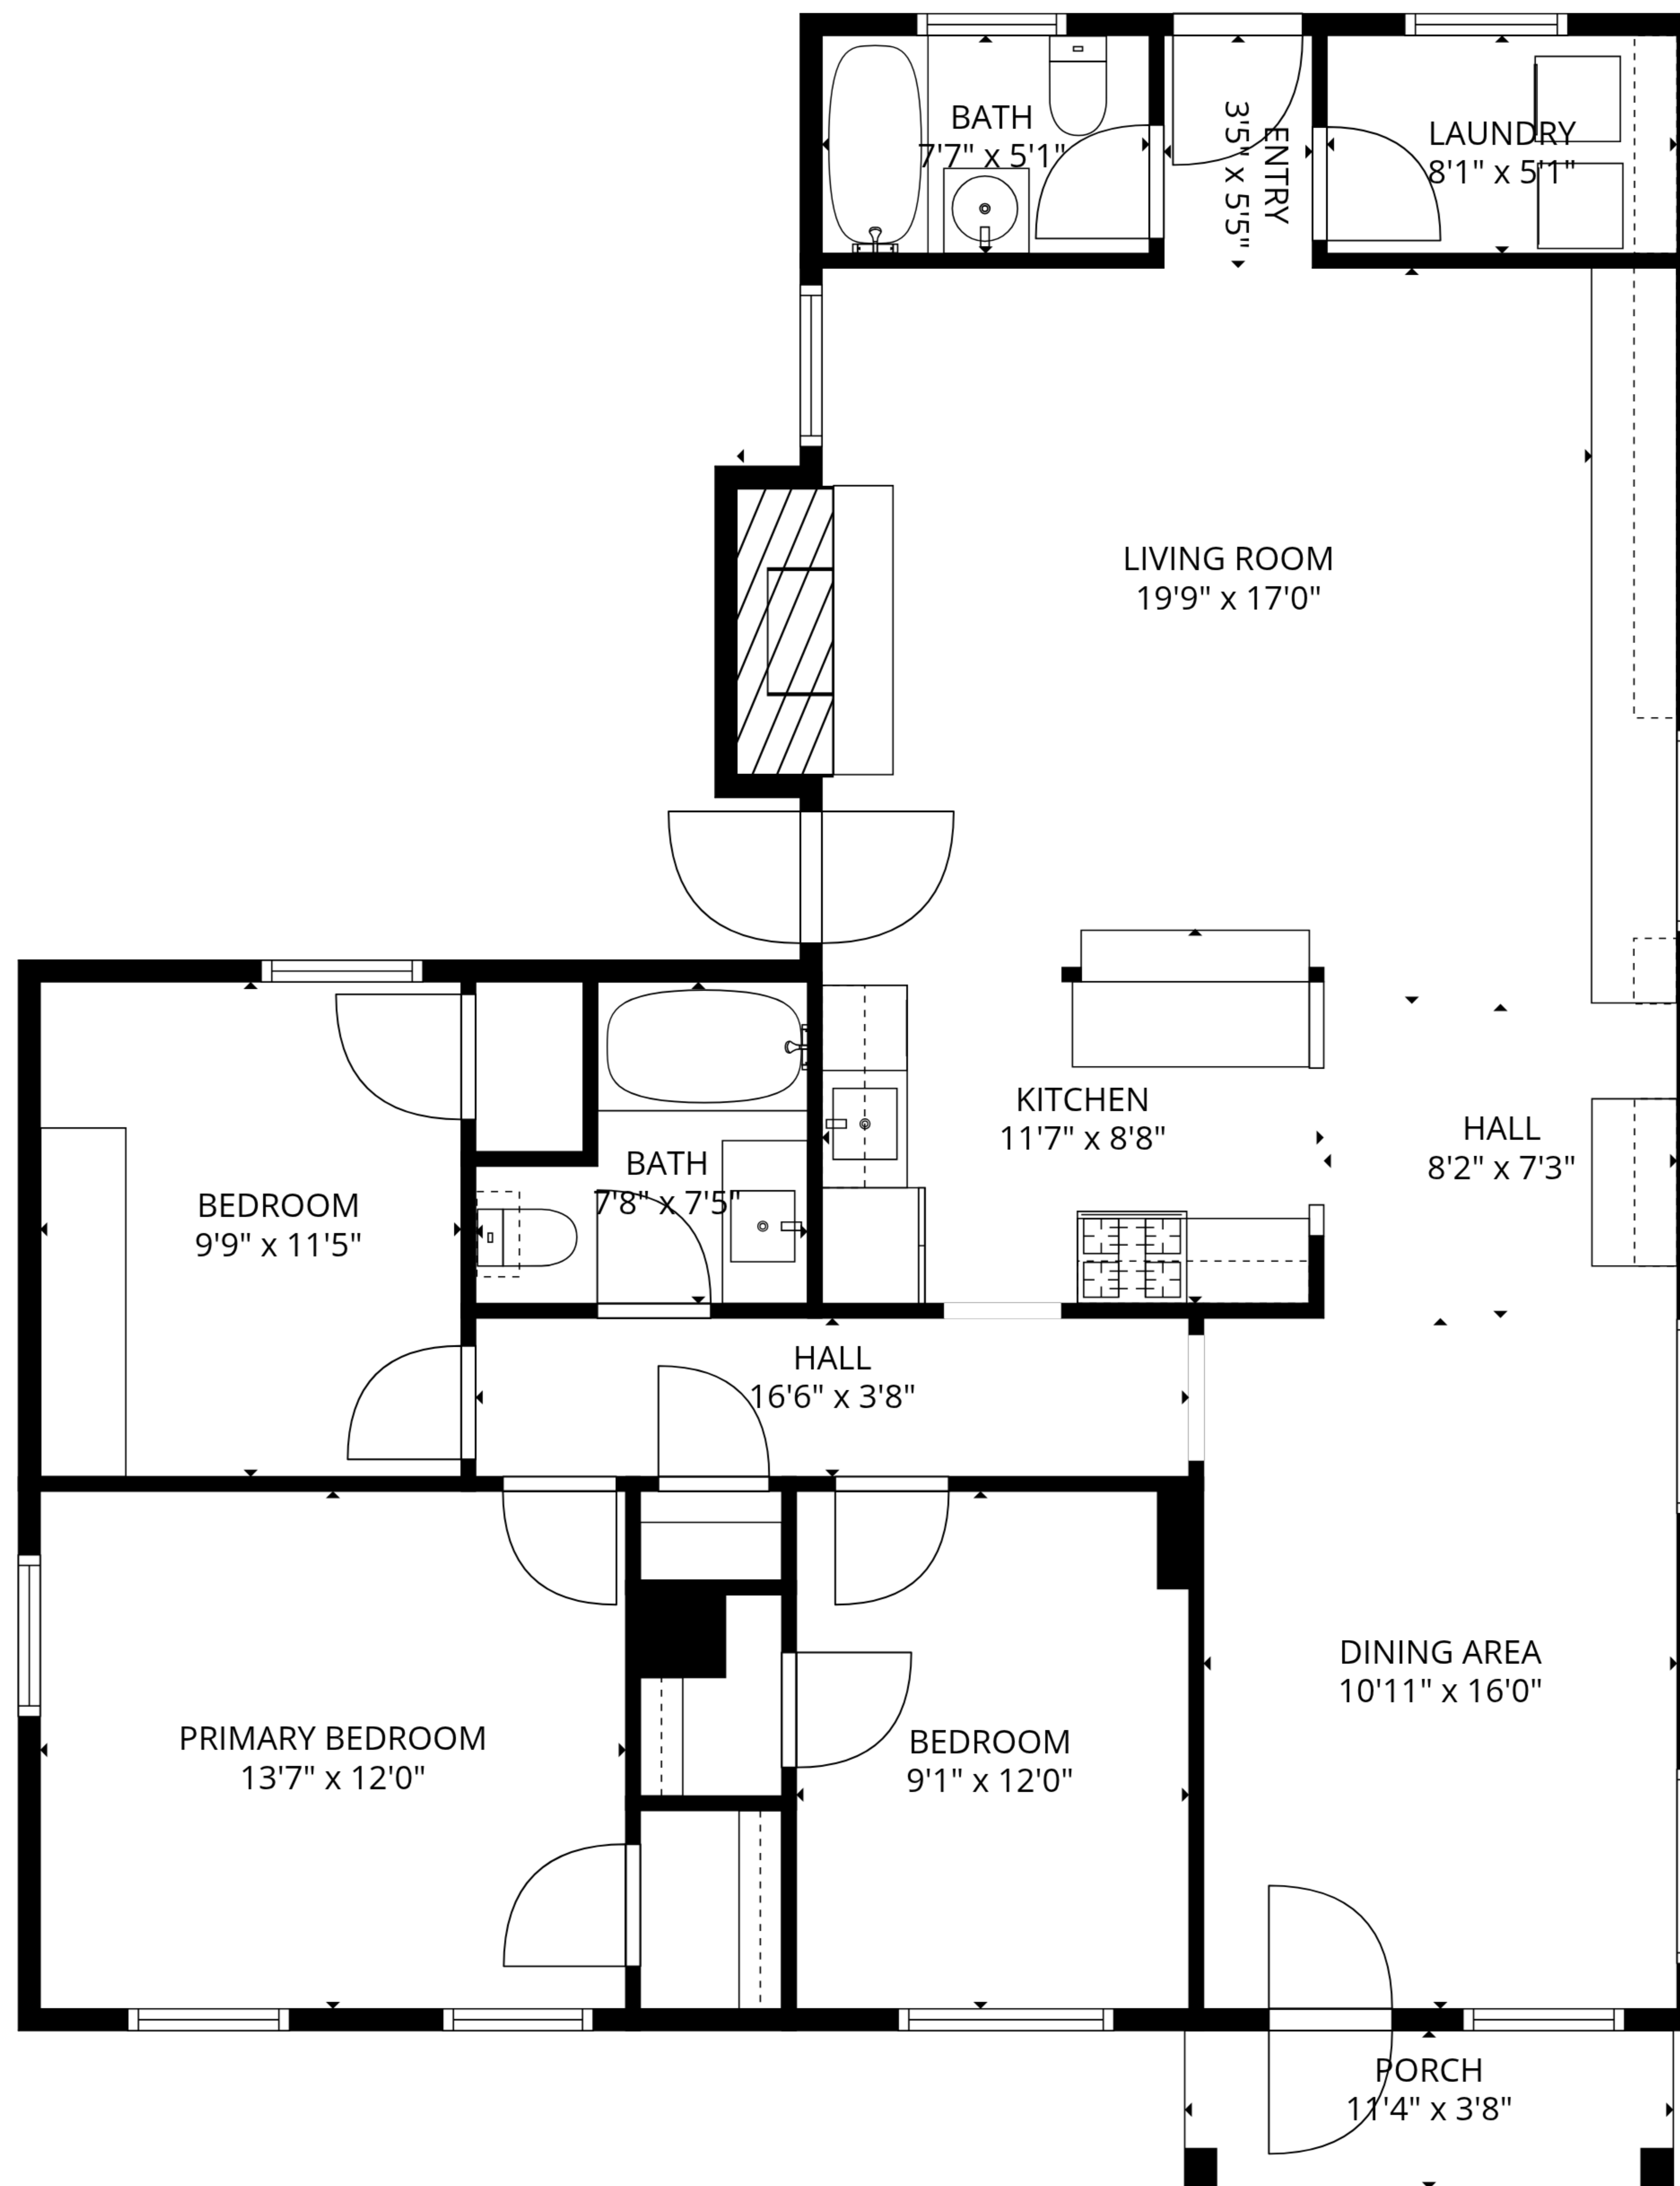 BATH
7'7" x 5'1"
ENTRY
3'5" x 5'5"
LAUNDRY
8'1" x 5'1"
LIVING ROOM
19'9" x 17'0"
KITCHEN
11'7" x 8'8"
HALL
8'2" x 7'3"
BATH
7'8" x 7'5"
BEDROOM
9'9" x 11'5"
HALL
16'6" x 3'8"
DINING AREA
10'11" x 16'0"
PRIMARY BEDROOM
13'7" x 12'0"
BEDROOM
9'1" x 12'0"
PORCH
11'4" x 3'8"